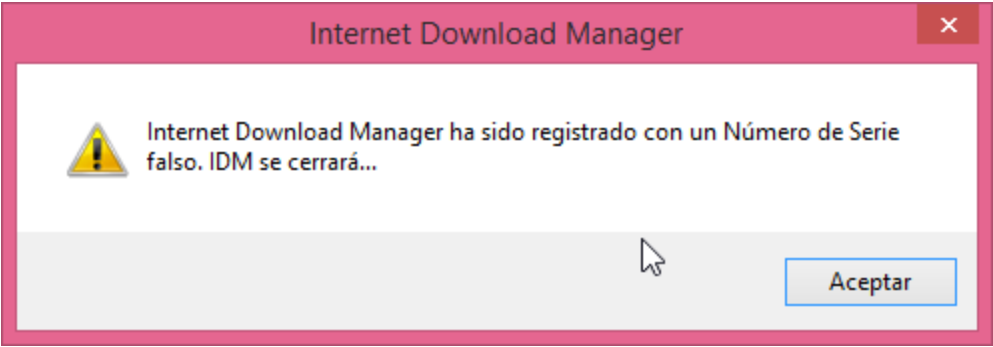 Internet Download Manager
Internet Download Manager ha sido registrado con un Número de Serie
falso. IDM se cerrará...
Aceptar